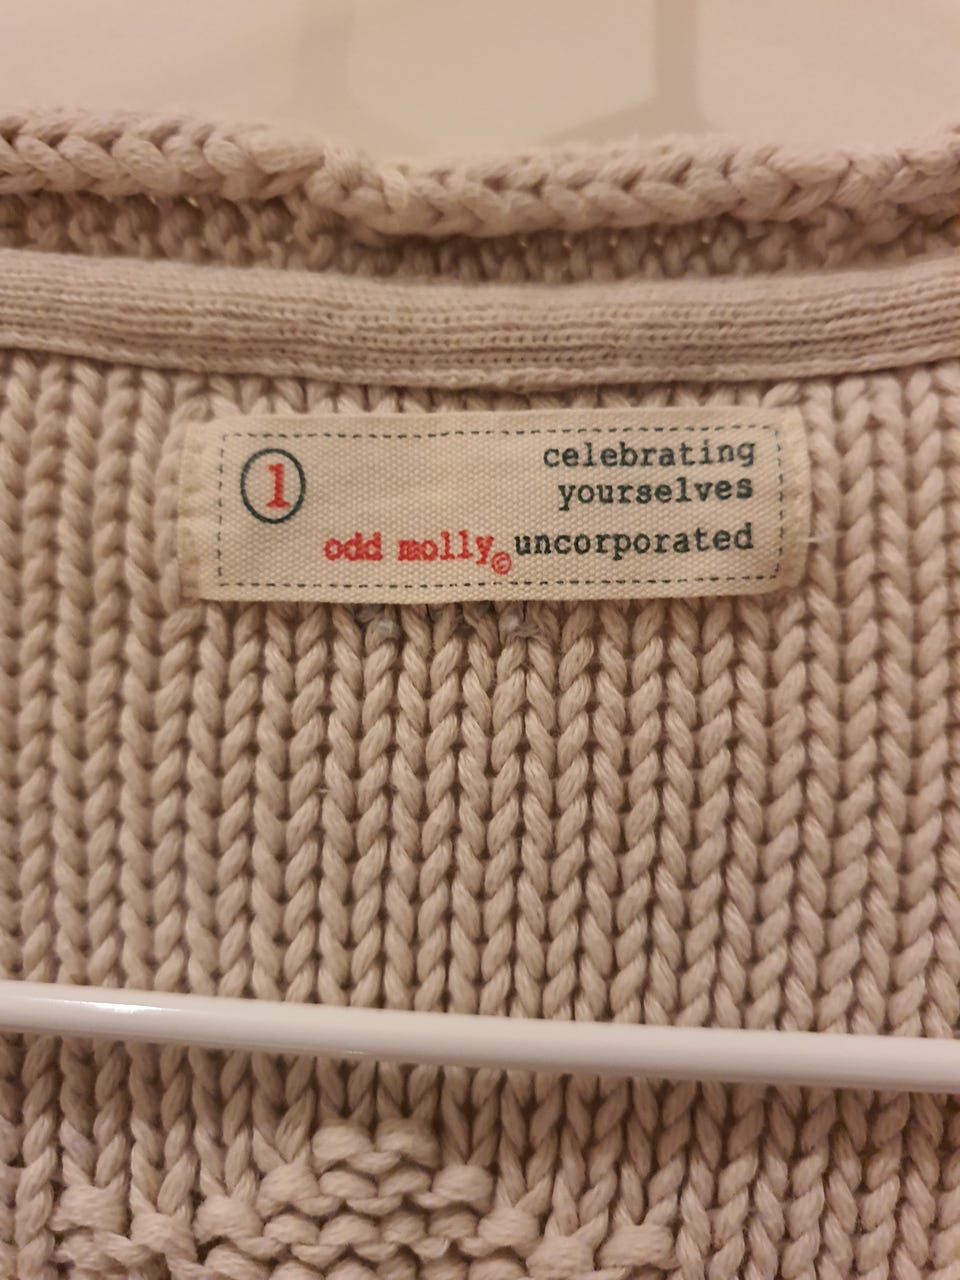 1
celebrating
yourselves
odd molly© uncorporated